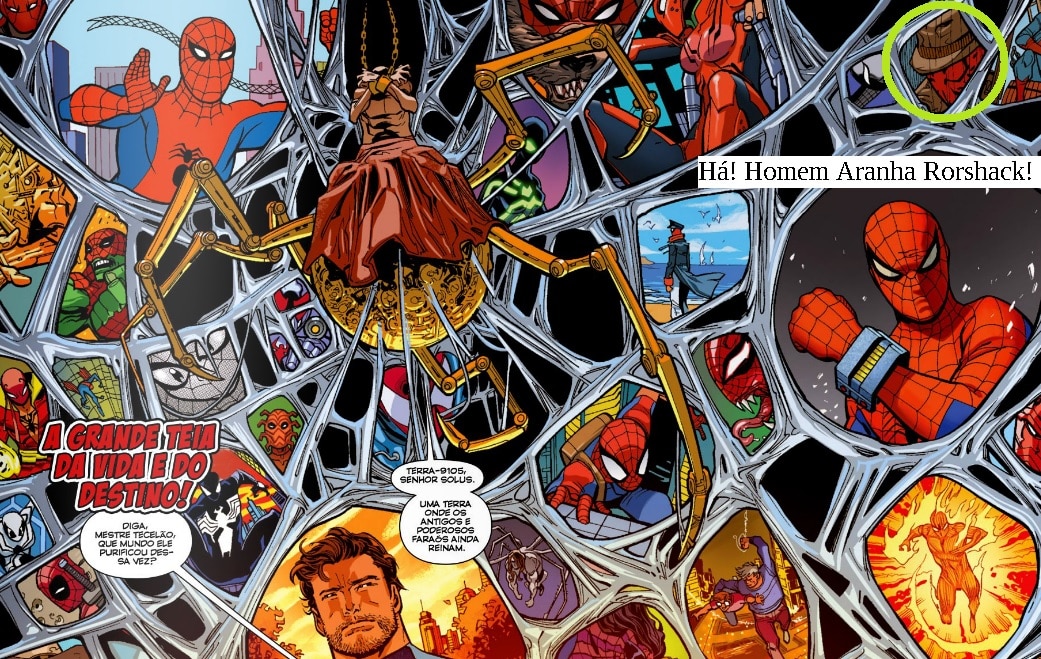 Há! Homem Aranha Rorshack!
A GRANDE TEIA
DA VIDA E DO
DESTINO!
DIGA,
MESTRE TECELÃO,
QUE MUNDO ELE
PURIFICOU DES-
SA VEZ?
TERRA-9105,
SENHOR SOLUS.
UMA TERRA
ONDE OS
ANTIGOS E
PODEROSOS
FARAÓS AINDA
REINAM.